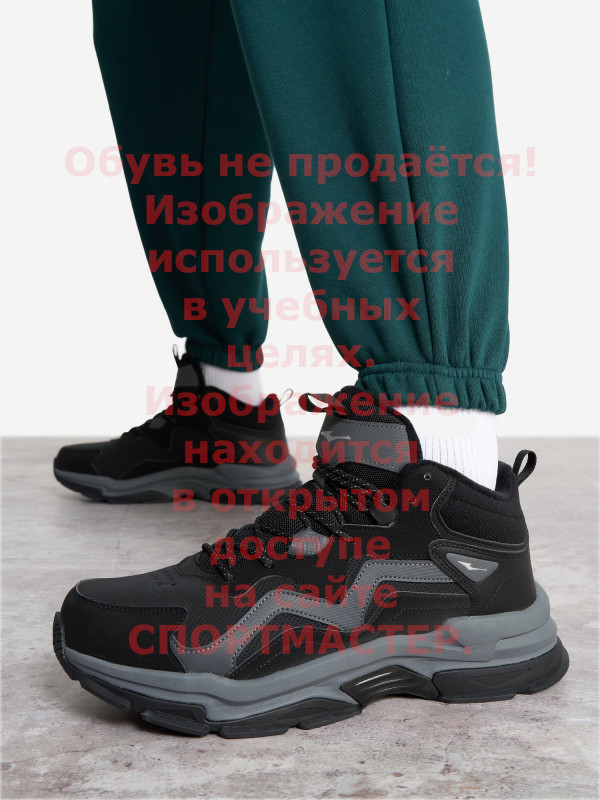 Обувь не продаётся!
Изображение
используется
в учебных
целях.
Изображение
находится
в открытом
доступе
на сайте
СПОРТМАСТЕР.